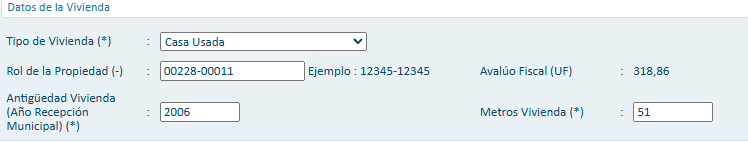 Datos de la Vivienda
Tipo de Vivienda (*) : Casa Usada
Rol de la Propiedad (-) : 00228-00011 Ejemplo : 12345-12345 Avalúo Fiscal (UF) : 318,86
Antigüedad Vivienda
(Año Recepción : 2006 Metros Vivienda (*) : 51
Municipal) (*)